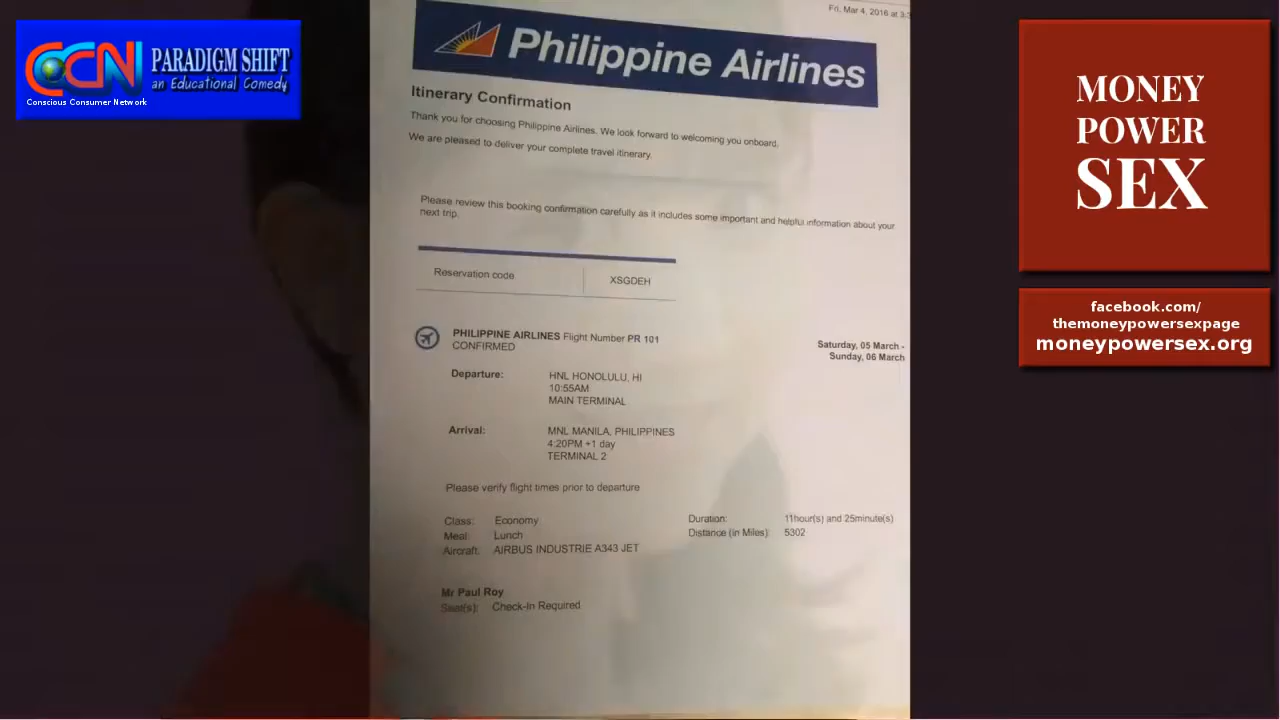 CCN PARADIGM SHIFT
an Educational Comedy
Conscious Consumer Network
MONEY
POWER
SEX
facebook.com/
themoneypowersexpage
moneypowersex.org
Fri, Mar 4, 2016 at
Philippine Airlines
Itinerary Confirmation
Thank you for choosing Philippine Airlines. We look forward to welcoming you onboard.
We are pleased to deliver your complete travel itinerary.
Please review this booking confirmation carefully as it includes some important and helpful information about your
next trip.
Reservation code XSGDEH
PHILIPPINE AIRLINES Flight Number PR 101
CONFIRMED
Saturday, 05 March -
Sunday, 06 March
Departure: HNL HONOLULU, HI
10:55AM
MAIN TERMINAL
Arrival: MNL MANILA, PHILIPPINES
4:20PM +1 day
TERMINAL 2
Please verify flight times prior to departure
Class: Economy
Meal: Lunch
Aircraft: AIRBUS INDUSTRIE A343 JET
Duration: 11hour(s) and 25minute(s)
Distance (in Miles): 5302
Mr Paul Roy
Seat(s): Check-In Required